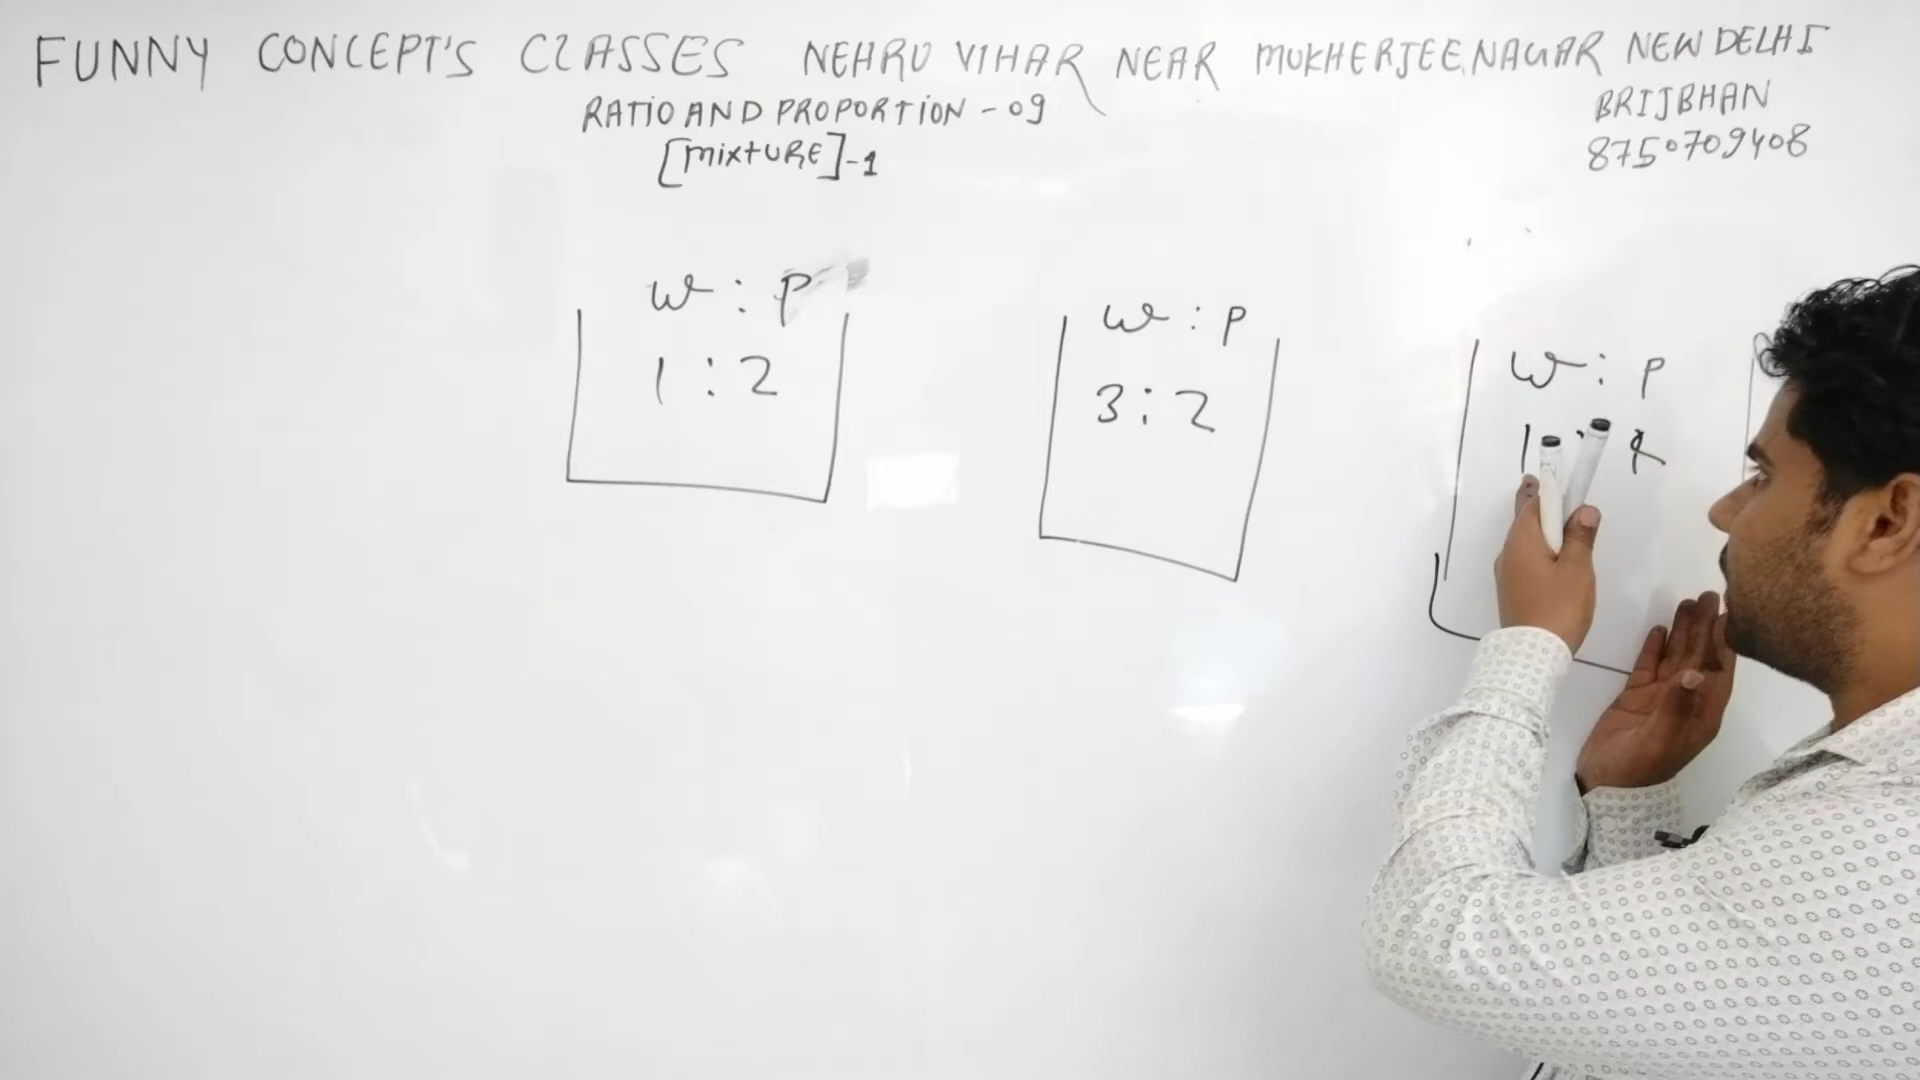 FUNNY CONCEPT'S CLASSES NEHRU VIHAR NEAR MUKHERJEE NAGAR NEW DELHI
RATIO AND PROPORTION - 09
[MIXTURE]-1
BRIJBHAN
8750709408
W : P
1 : 2
W : P
3 : 2
W : P
1 :